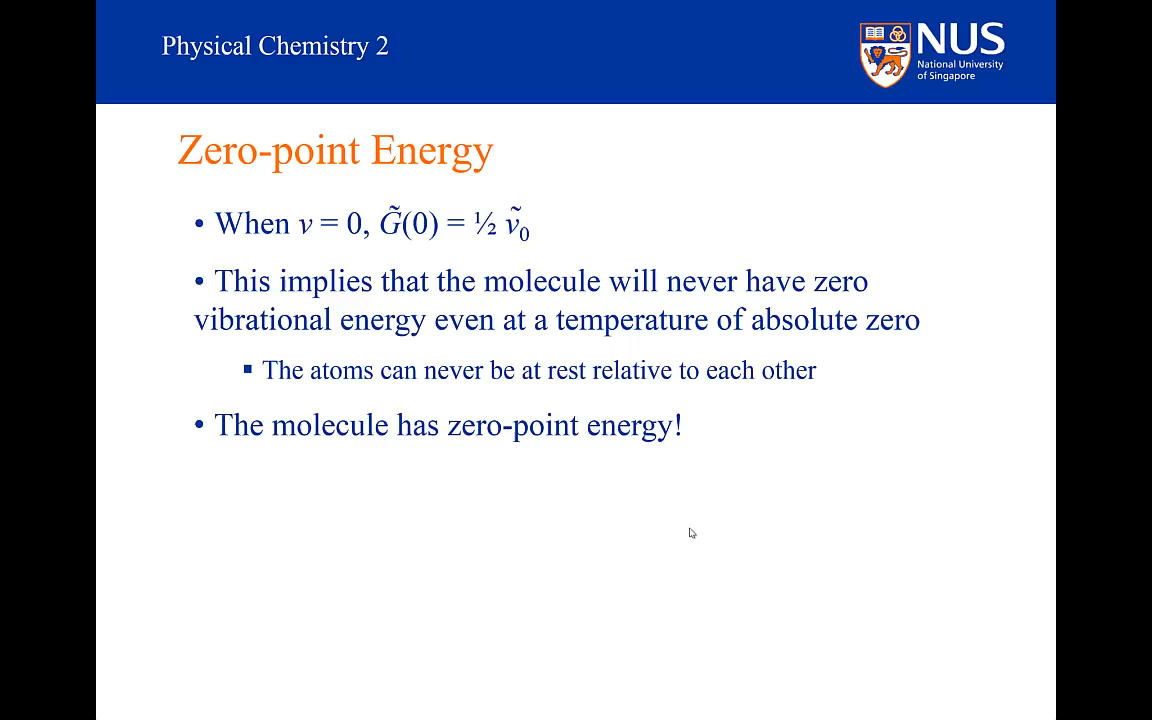 Physical Chemistry 2
NUS
National University
of Singapore
Zero-point Energy
• When v = 0, G̃(0) = ½ ṽ₀
• This implies that the molecule will never have zero
vibrational energy even at a temperature of absolute zero
▪ The atoms can never be at rest relative to each other
• The molecule has zero-point energy!